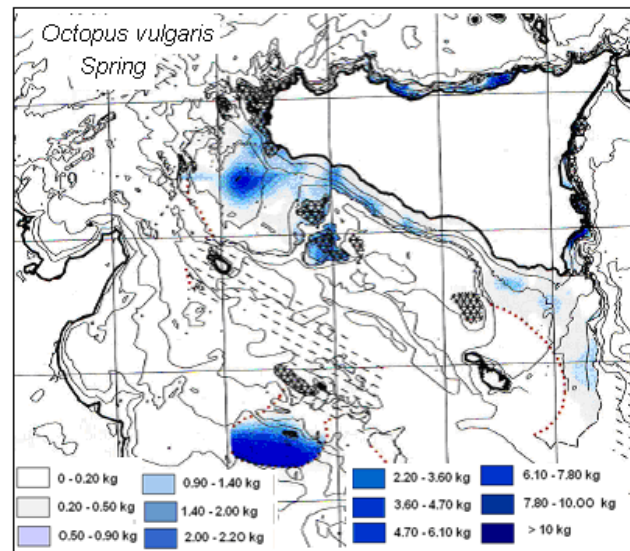 Octopus vulgaris
Spring
0 - 0.20 kg
0.20 - 0.50 kg
0.50 - 0.90 kg
0.90 - 1.40 kg
1.40 - 2.00 kg
2.00 - 2.20 kg
2.20 - 3.60 kg
3.60 - 4.70 kg
4.70 - 6.10 kg
6.10 - 7.80 kg
7.80 - 10.00 kg
> 10 kg